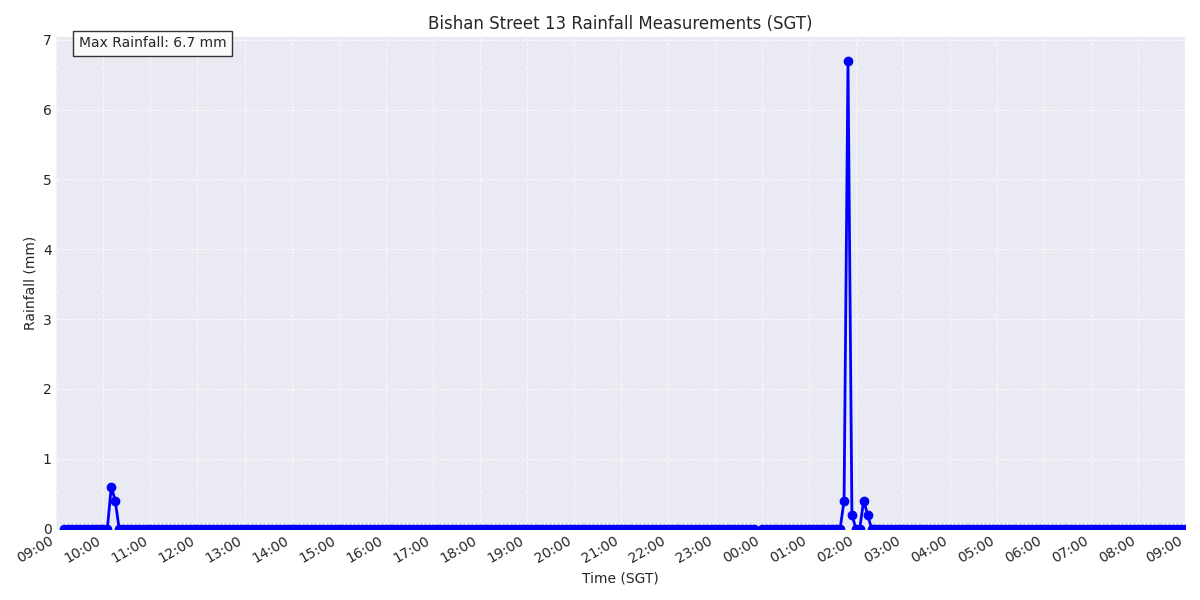 Bishan Street 13 Rainfall Measurements (SGT)
Max Rainfall: 6.7 mm
7
6
5
4
3
2
1
0
Rainfall (mm)
09:00 10:00 11:00 12:00 13:00 14:00 15:00 16:00 17:00 18:00 19:00 20:00 21:00 22:00 23:00 00:00 01:00 02:00 03:00 04:00 05:00 06:00 07:00 08:00 09:00
Time (SGT)